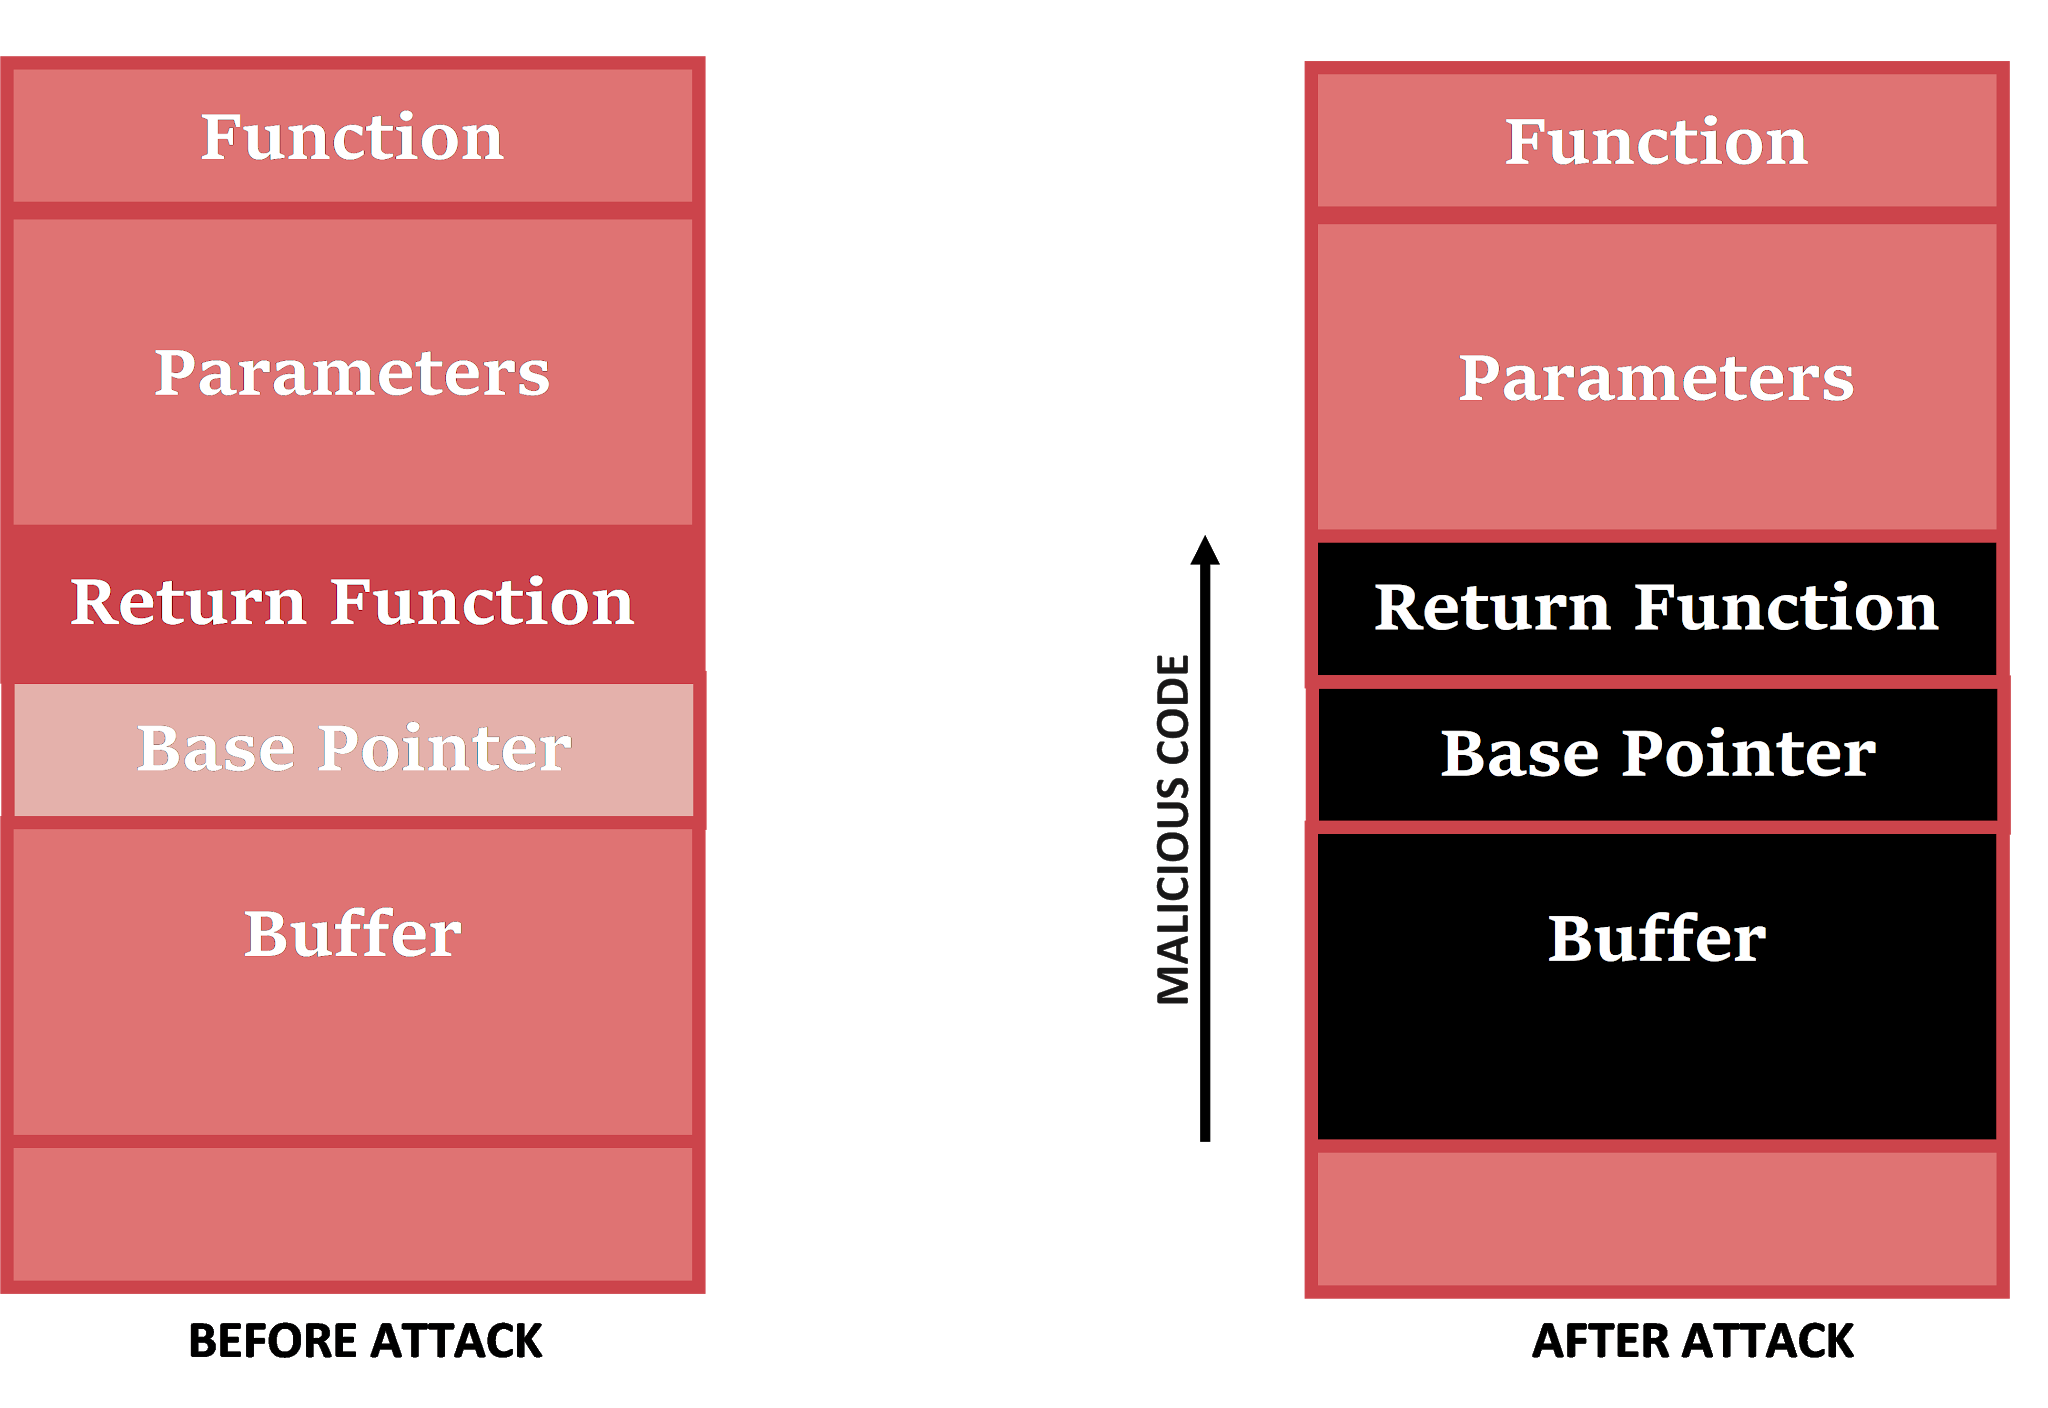 Function
Parameters
Return Function
Base Pointer
Buffer
BEFORE ATTACK
MALICIOUS CODE
Function
Parameters
Return Function
Base Pointer
Buffer
AFTER ATTACK